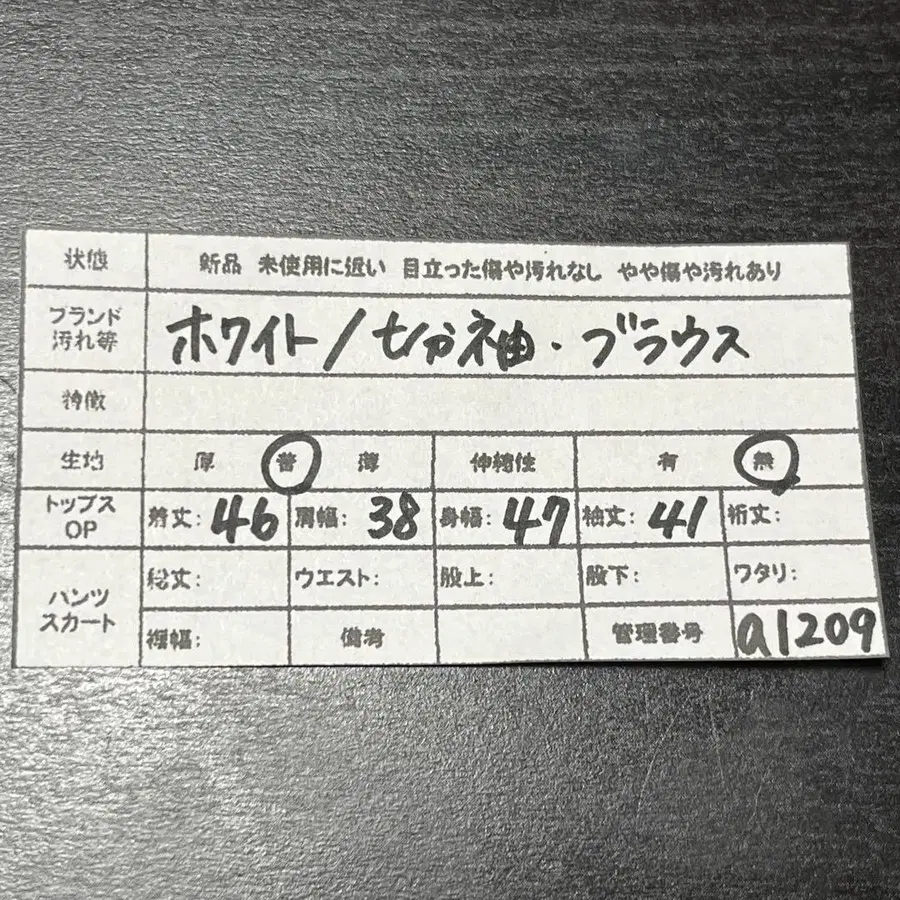 状態 新品 未使用に近い 目立った傷や汚れなし やや傷や汚れあり
ブランド
汚れ等
ホワイト/七分袖・ブラウス
特徴
生地 厚 普 薄 伸縮性 有 無
トップス
OP
着丈: 46 肩幅: 38 身幅: 47 袖丈: 41 裄丈:
パンツ
スカート
総丈: ウエスト: 股上: 股下: ワタリ:
裾幅: 備考 管理番号 a1209